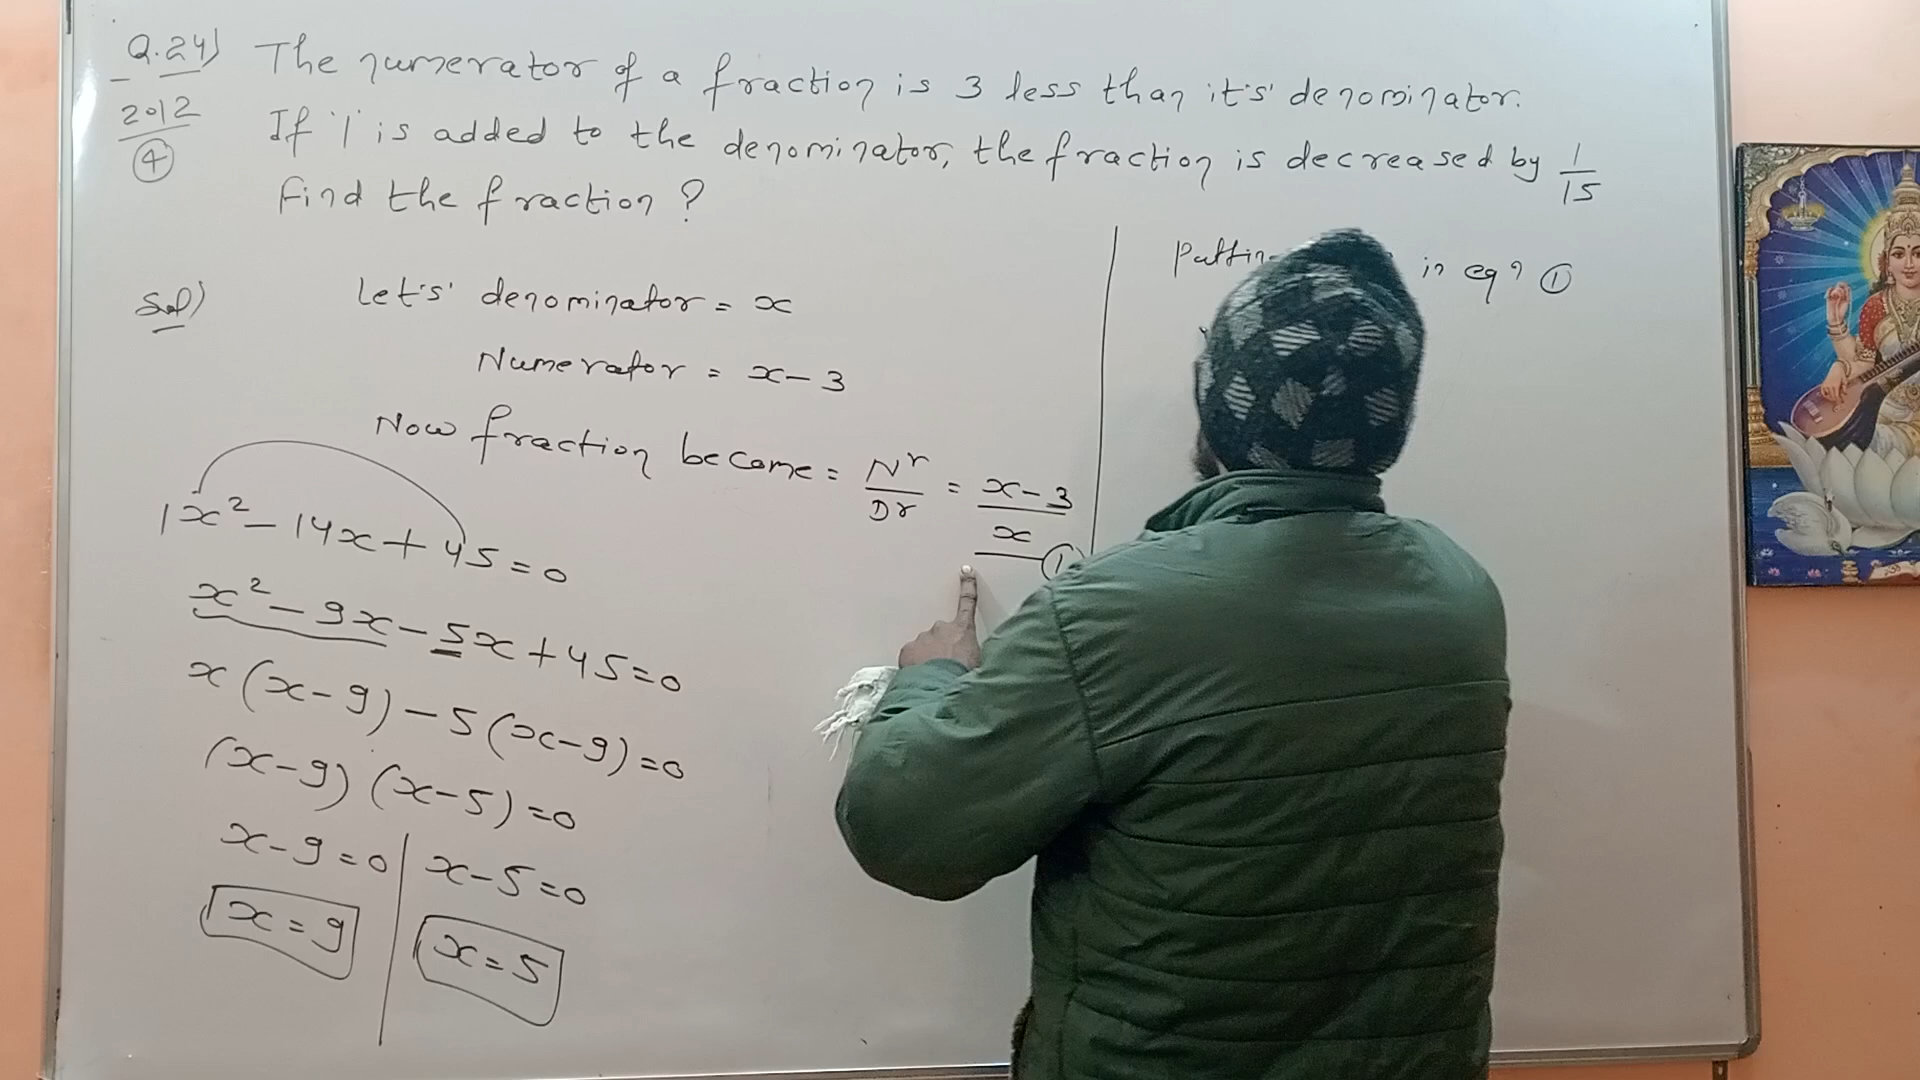 Q.24) The numerator of a fraction is 3 less than it's' denominator.
2012 If '1' is added to the denominator, the fraction is decreased by 1/15
④ Find the fraction ?
Sol) Let's' denominator = x
Numerator = x-3
Now fraction become = Nr/Dr = (x-3)/x
①
1x² - 14x + 45 = 0
x² - 9x - 5x + 45 = 0
x(x-9) - 5(x-9) = 0
(x-9) (x-5) = 0
x-9=0 | x-5=0
x=9 | x=5
in eqn ①